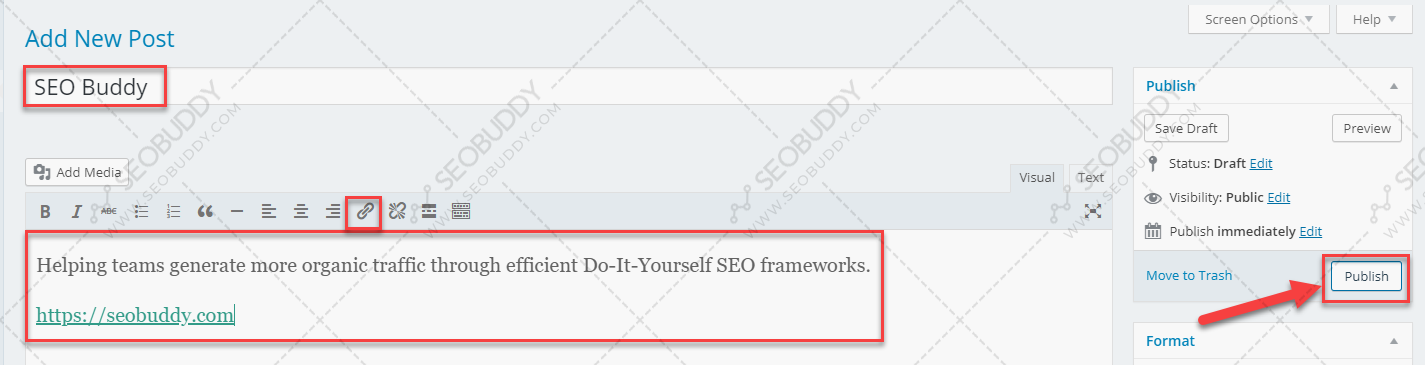 Screen Options Help
Add New Post
SEO Buddy
Publish
Save Draft Preview
Add Media
Visual Text
Status: Draft Edit
B I ABC
Visibility: Public Edit
Publish immediately Edit
Helping teams generate more organic traffic through efficient Do-It-Yourself SEO frameworks.
Move to Trash Publish
https://seobuddy.com
Format
SEOBUDDY
WWW.SEOBUDDY.COM